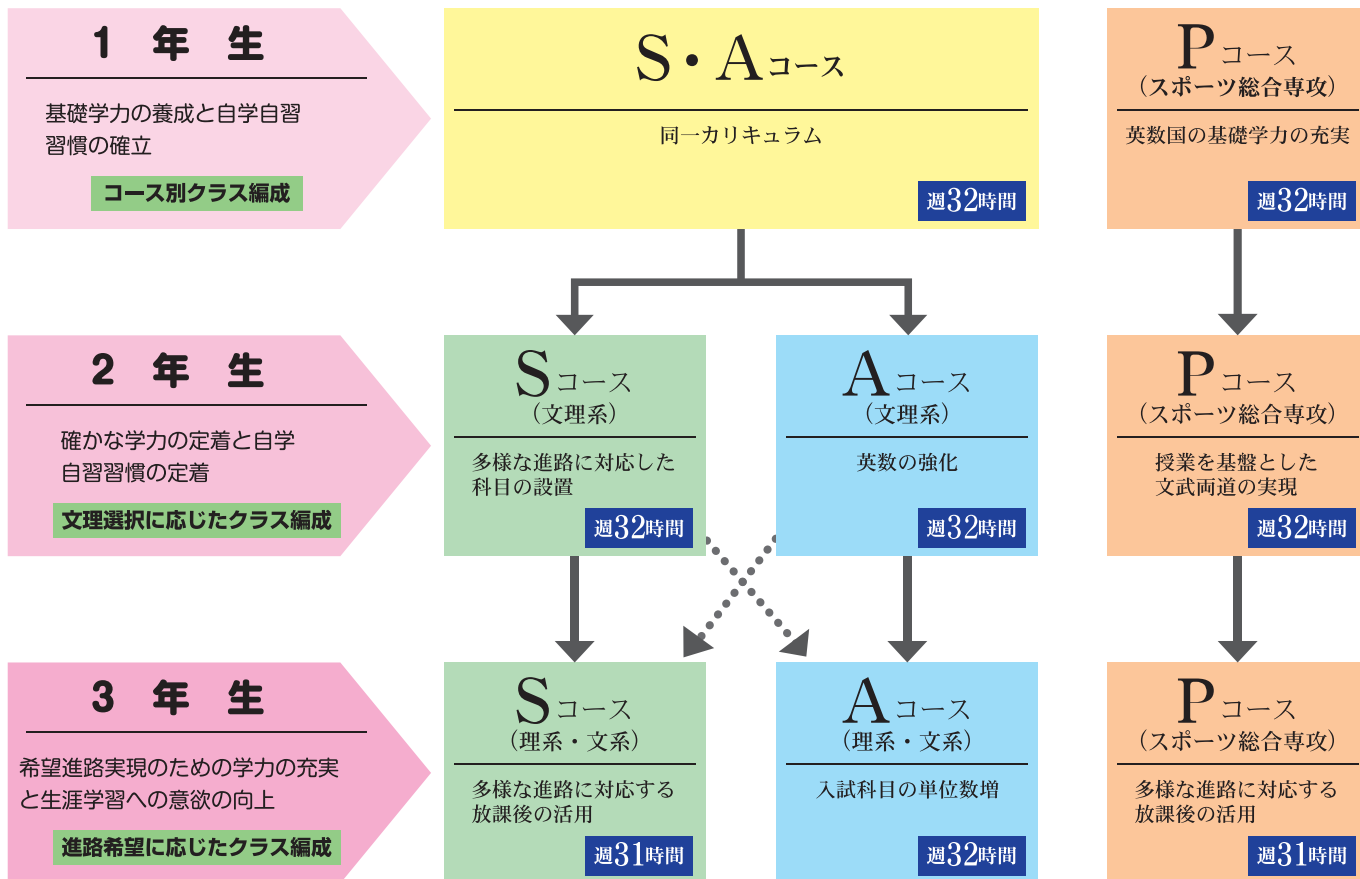 1 年 生
基礎学力の養成と自学自習
習慣の確立
コース別クラス編成
S・Aコース
同一カリキュラム
週32時間
Pコース
(スポーツ総合専攻)
英数国の基礎学力の充実
週32時間
2 年 生
確かな学力の定着と自学
自習習慣の定着
文理選択に応じたクラス編成
Sコース
(文理系)
多様な進路に対応した
科目の設置
週32時間
Aコース
(文理系)
英数の強化
週32時間
Pコース
(スポーツ総合専攻)
授業を基盤とした
文武両道の実現
週32時間
3 年 生
希望進路実現のための学力の充実
と生涯学習への意欲の向上
進路希望に応じたクラス編成
Sコース
(理系・文系)
多様な進路に対応する
放課後の活用
週31時間
Aコース
(理系・文系)
入試科目の単位数増
週32時間
Pコース
(スポーツ総合専攻)
多様な進路に対応する
放課後の活用
週31時間